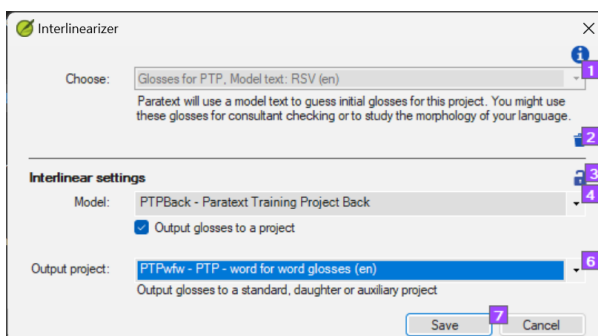 Interlinearizer
1
Choose: Glosses for PTP, Model text: RSV (en)
Paratext will use a model text to guess initial glosses for this project. You might use
these glosses for consultant checking or to study the morphology of your language.
2
Interlinear settings 3
Model: PTPBack - Paratext Training Project Back 4
Output glosses to a project
Output project: PTPwfw - PTP - word for word glosses (en) 6
Output glosses to a standard, daughter or auxiliary project
7
Save Cancel